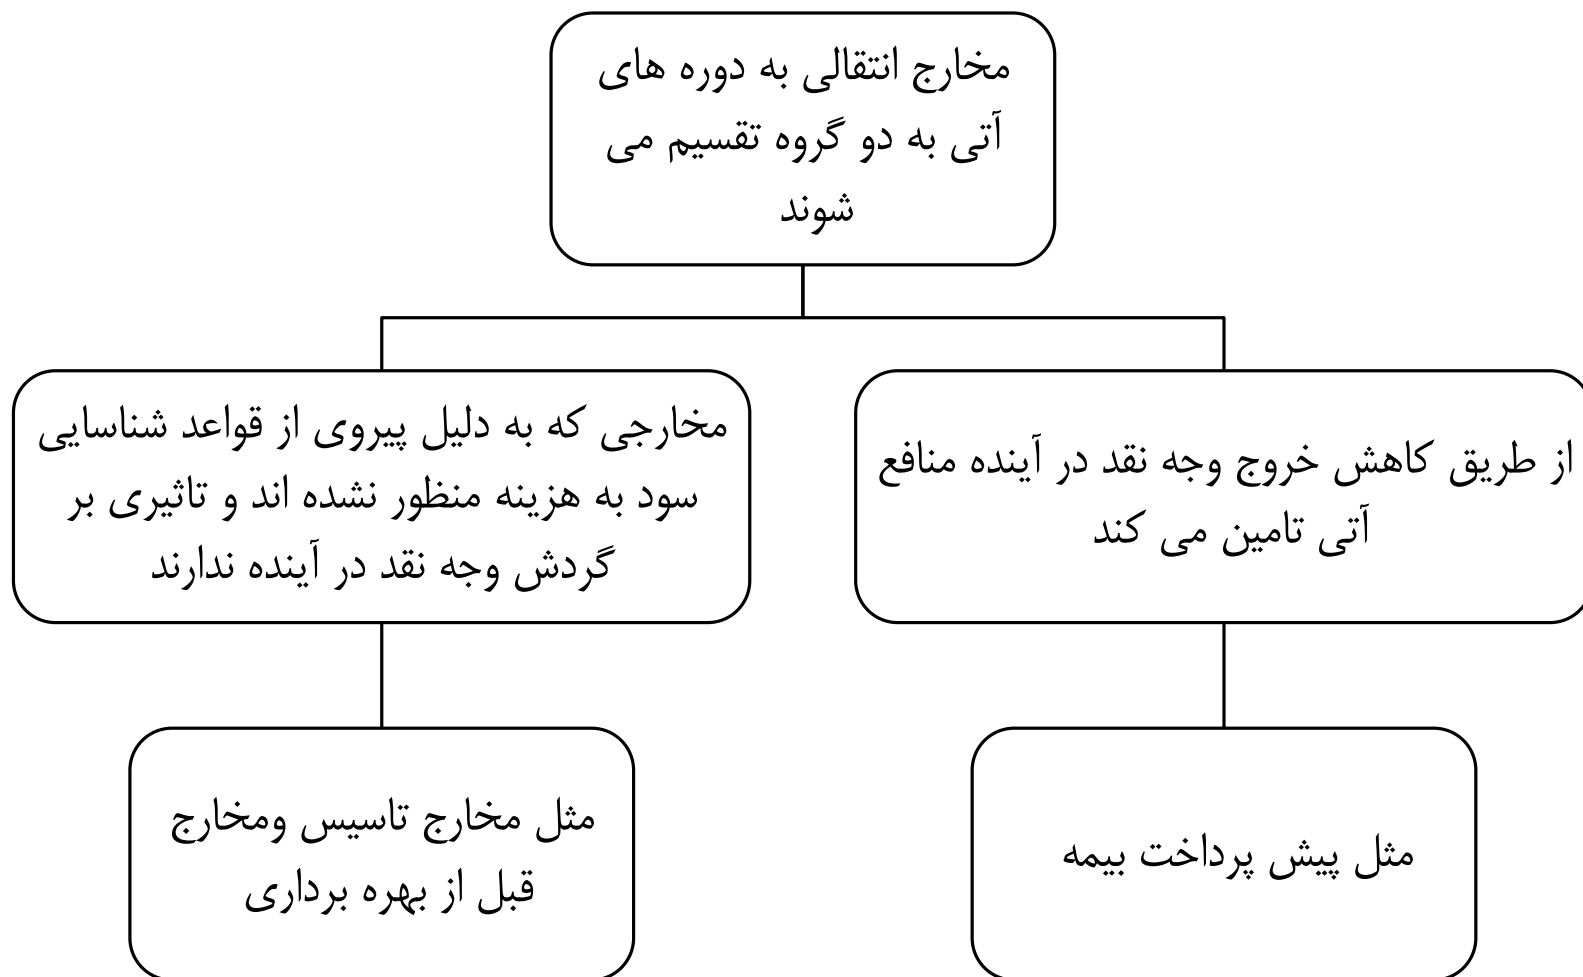 مخارج انتقالی به دوره های
آتی به دو گروه تقسیم می
شوند
از طریق کاهش خروج وجه نقد در آینده منافع
آتی تامین می کند
مخارجی که به دلیل پیروی از قواعد شناسایی
سود به هزینه منظور نشده اند و تاثیری بر
گردش وجه نقد در آینده ندارند
مثل پیش پرداخت بیمه
مثل مخارج تاسیس ومخارج
قبل از بهره برداری